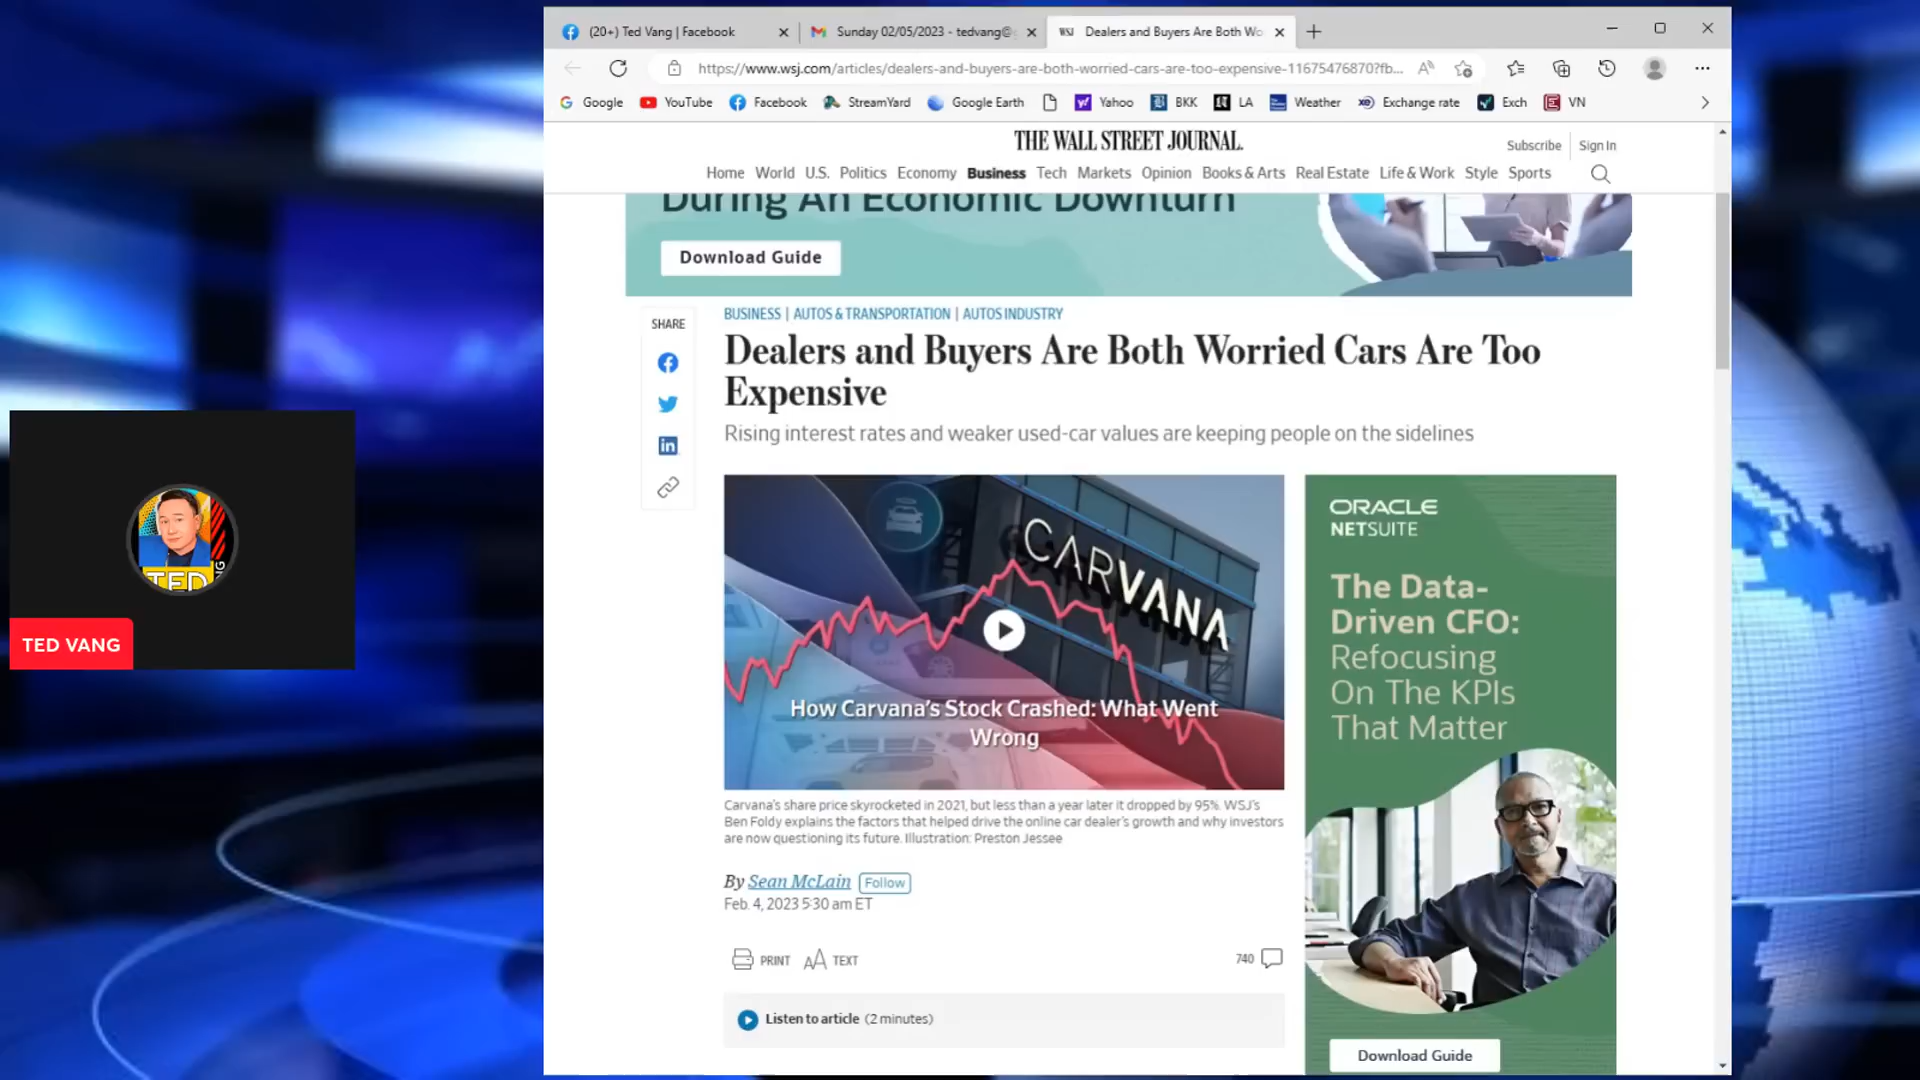 (20+) Ted Vang | Facebook
Sunday 02/05/2023 - tedvang@
WSJ Dealers and Buyers Are Both Wo
https://www.wsj.com/articles/dealers-and-buyers-are-both-worried-cars-are-too-expensive-11675476870?fb...
Google YouTube Facebook StreamYard Google Earth Yahoo BKK LA Weather Exchange rate Exch VN
THE WALL STREET JOURNAL.
Subscribe Sign In
Home World U.S. Politics Economy Business Tech Markets Opinion Books & Arts Real Estate Life & Work Style Sports
During An Economic Downturn
Download Guide
BUSINESS | AUTOS & TRANSPORTATION | AUTOS INDUSTRY
SHARE
Dealers and Buyers Are Both Worried Cars Are Too
Expensive
Rising interest rates and weaker used-car values are keeping people on the sidelines
CARVANA
How Carvana's Stock Crashed: What Went
Wrong
Carvana's share price skyrocketed in 2021, but less than a year later it dropped by 95%. WSJ's
Ben Foldy explains the factors that helped drive the online car dealer's growth and why investors
are now questioning its future. Illustration: Preston Jessee
By Sean McLain Follow
Feb. 4, 2023 5:30 am ET
PRINT AA TEXT
740
Listen to article (2 minutes)
ORACLE
NETSUITE
The Data-
Driven CFO:
Refocusing
On The KPIs
That Matter
Download Guide
TED
TED VANG